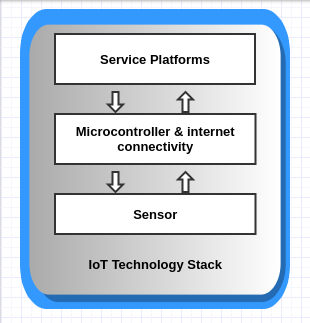 Service Platforms
Microcontroller & internet
connectivity
Sensor
IoT Technology Stack